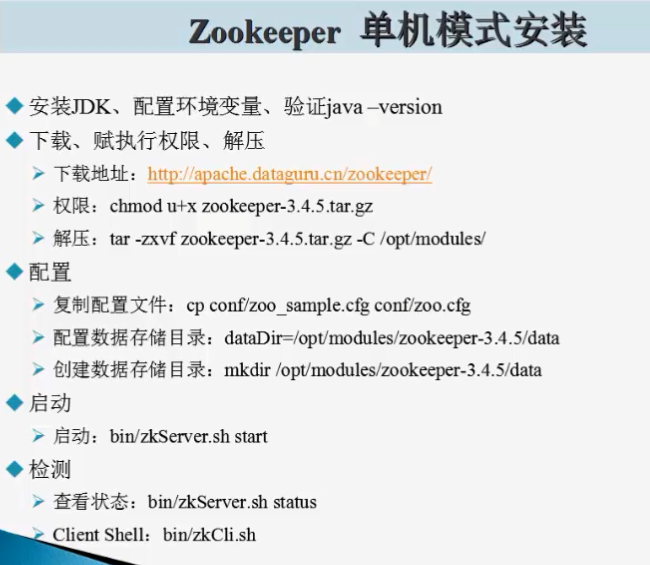 Zookeeper 单机模式安装
安装JDK、配置环境变量、验证java –version
下载、赋执行权限、解压
下载地址：http://apache.dataguru.cn/zookeeper/
权限：chmod u+x zookeeper-3.4.5.tar.gz
解压：tar -zxvf zookeeper-3.4.5.tar.gz -C /opt/modules/
配置
复制配置文件：cp conf/zoo_sample.cfg conf/zoo.cfg
配置数据存储目录：dataDir=/opt/modules/zookeeper-3.4.5/data
创建数据存储目录：mkdir /opt/modules/zookeeper-3.4.5/data
启动
启动：bin/zkServer.sh start
检测
查看状态：bin/zkServer.sh status
Client Shell：bin/zkCli.sh